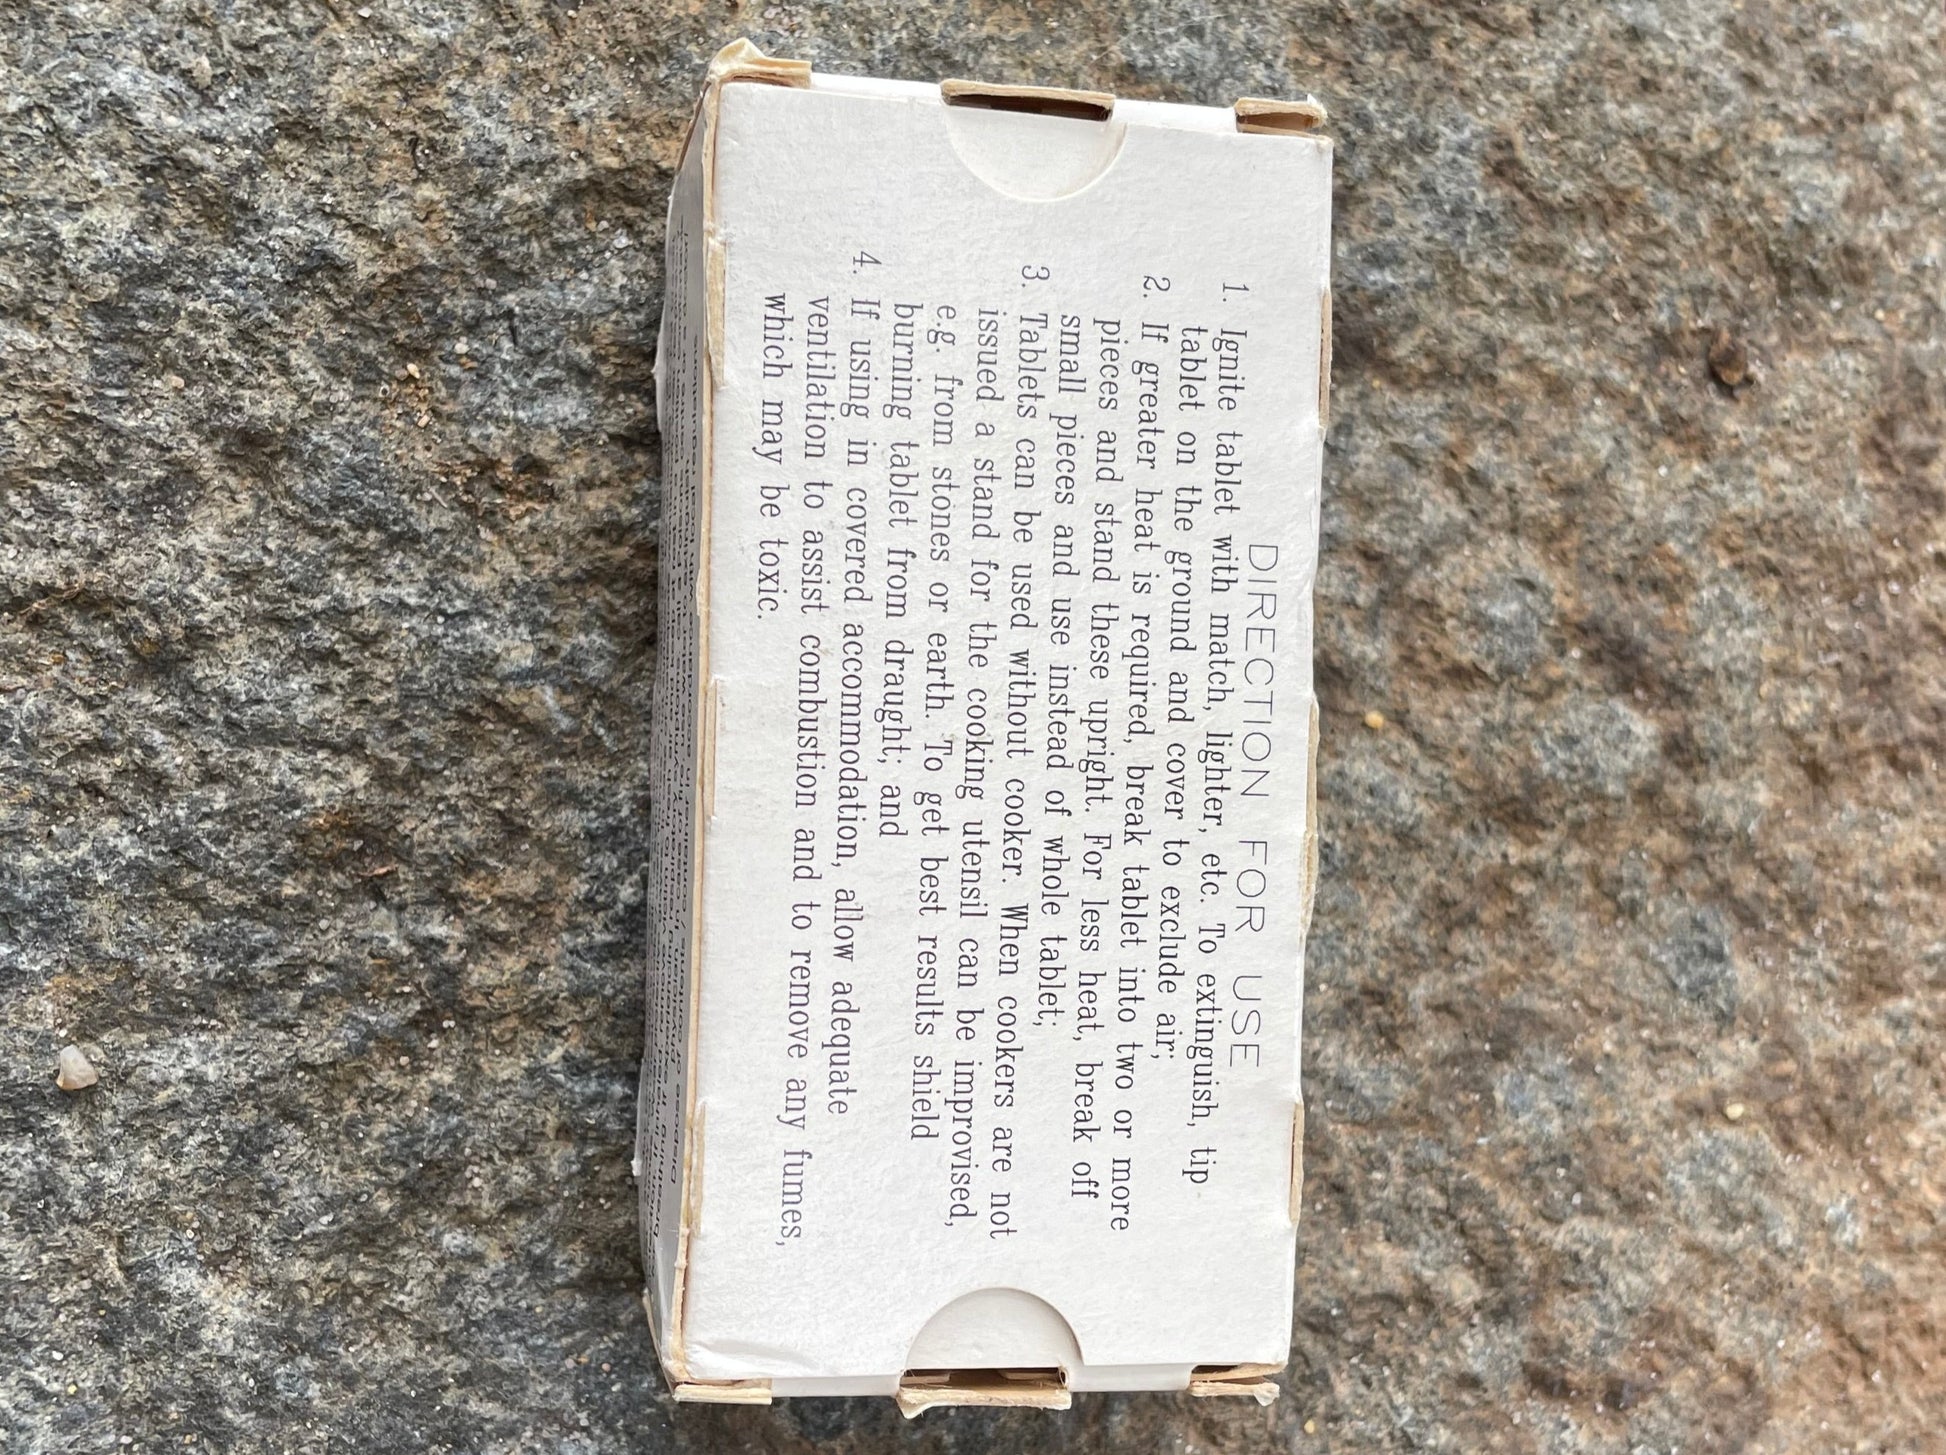 DIRECTION FOR USE
1. Ignite tablet with match, lighter, etc. To extinguish, tip
tablet on the ground and cover to exclude air;
2. If greater heat is required, break tablet into two or more
pieces and stand these upright. For less heat, break off
small pieces and use instead of whole tablet;
3. Tablets can be used without cooker. When cookers are not
issued a stand for the cooking utensil can be improvised,
e.g. from stones or earth. To get best results shield
burning tablet from draught; and
4. If using in covered accommodation, allow adequate
ventilation to assist combustion and to remove any fumes,
which may be toxic.